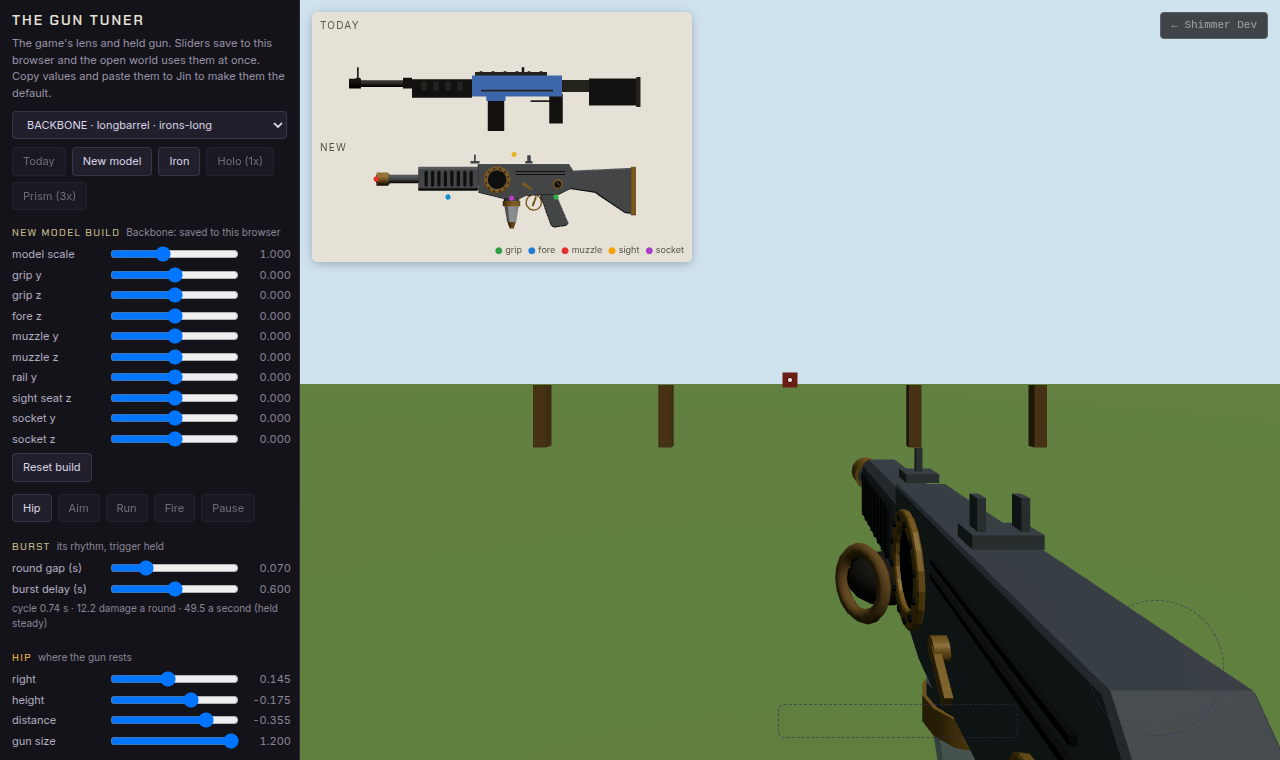 THE GUN TUNER
The game's lens and held gun. Sliders save to this
browser and the open world uses them at once.
Copy values and paste them to Jin to make them the
default.
BACKBONE · longbarrel · irons-long
Today New model Iron Holo (1x)
Prism (3x)
NEW MODEL BUILD Backbone: saved to this browser
model scale 1.000
grip y 0.000
grip z 0.000
fore z 0.000
muzzle y 0.000
muzzle z 0.000
rail y 0.000
sight seat z 0.000
socket y 0.000
socket z 0.000
Reset build
Hip Aim Run Fire Pause
BURST its rhythm, trigger held
round gap (s) 0.070
burst delay (s) 0.600
cycle 0.74 s · 12.2 damage a round · 49.5 a second (held
steady)
HIP where the gun rests
right 0.145
height -0.175
distance -0.355
gun size 1.200
TODAY
NEW
grip fore muzzle sight socket
← Shimmer Dev